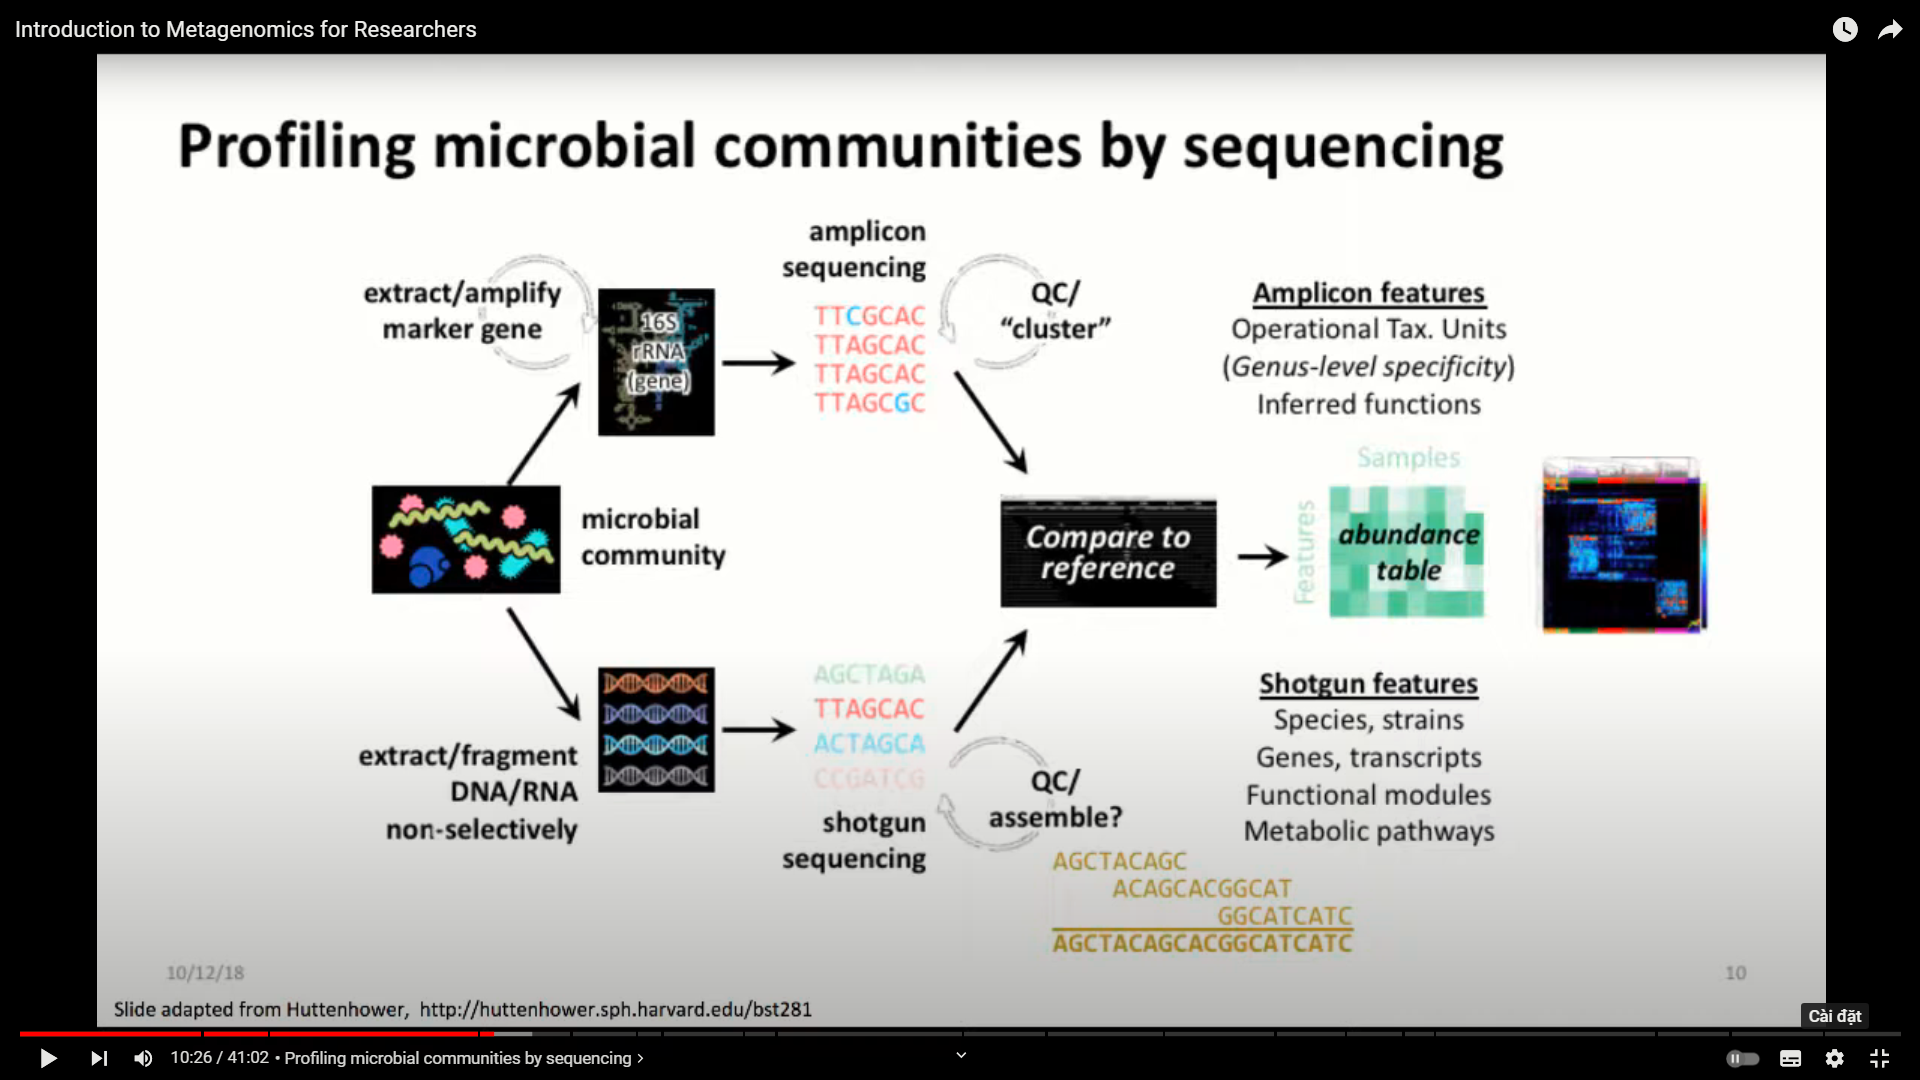 Introduction to Metagenomics for Researchers
Profiling microbial communities by sequencing
extract/amplify
marker gene
16S
rRNA
(gene)
amplicon
sequencing
TTCGCAC
TTAGCAC
TTAGCAC
TTAGCGC
QC/
“cluster”
Amplicon features
Operational Tax. Units
(Genus-level specificity)
Inferred functions
microbial
community
Compare to
reference
Samples
Features
abundance
table
extract/fragment
DNA/RNA
non-selectively
AGCTAGA
TTAGCAC
ACTAGCA
CCGATCG
shotgun
sequencing
QC/
assemble?
AGCTACAGC
ACAGCACGGCAT
GGCATCATC
AGCTACAGCACGGCATCATC
Shotgun features
Species, strains
Genes, transcripts
Functional modules
Metabolic pathways
10/12/18
10
Slide adapted from Huttenhower, http://huttenhower.sph.harvard.edu/bst281
Cài đặt
10:26 / 41:02 • Profiling microbial communities by sequencing ›